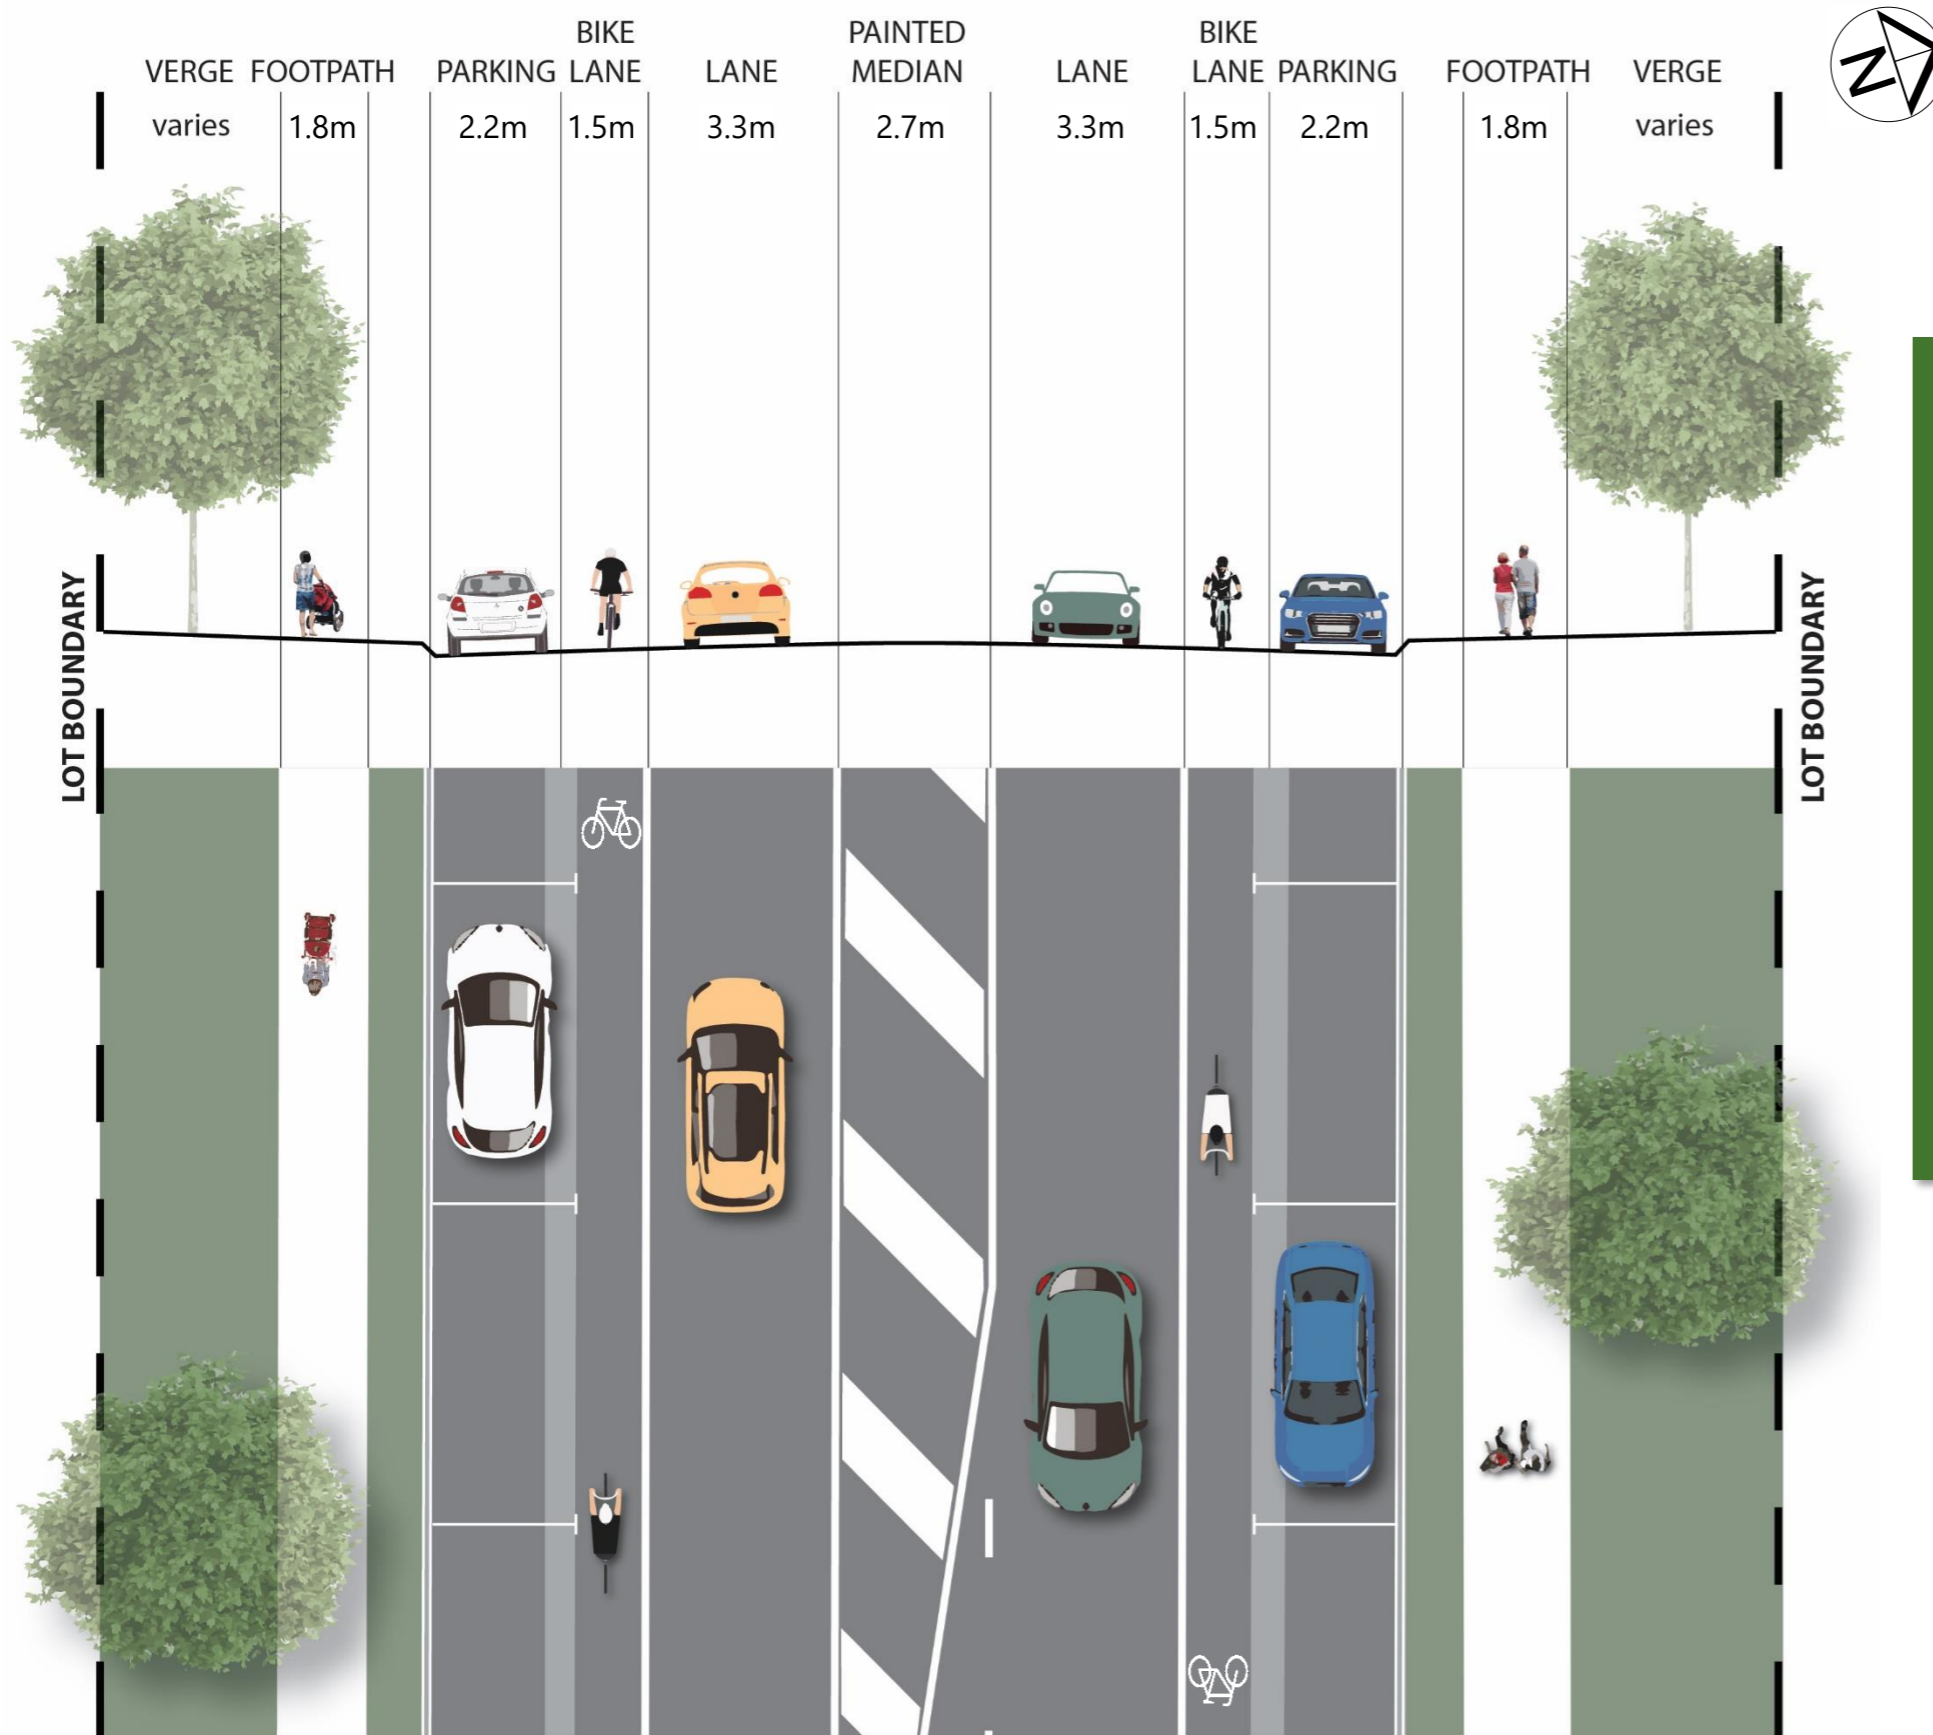 BIKE PAINTED BIKE
VERGE FOOTPATH PARKING LANE LANE MEDIAN LANE LANE PARKING FOOTPATH VERGE
varies 1.8m 2.2m 1.5m 3.3m 2.7m 3.3m 1.5m 2.2m 1.8m varies
N
LOT BOUNDARY
LOT BOUNDARY